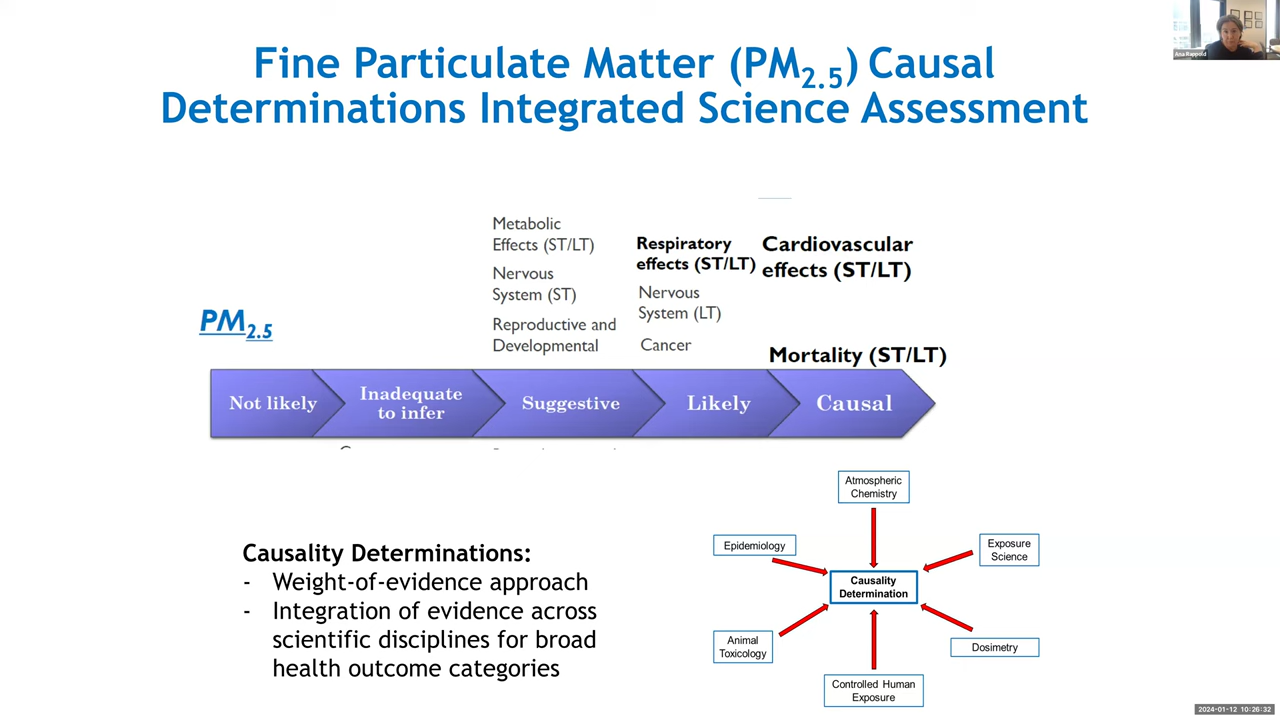 Fine Particulate Matter (PM2.5) Causal
Determinations Integrated Science Assessment
Ana Rappold
Metabolic
Effects (ST/LT)
Nervous
System (ST)
Reproductive and
Developmental
Respiratory
effects (ST/LT)
Nervous
System (LT)
Cancer
Cardiovascular
effects (ST/LT)
Mortality (ST/LT)
PM2.5
Not likely
Inadequate
to infer
Suggestive
Likely
Causal
Causality Determinations:
- Weight-of-evidence approach
- Integration of evidence across
scientific disciplines for broad
health outcome categories
Atmospheric
Chemistry
Epidemiology
Exposure
Science
Causality
Determination
Animal
Toxicology
Dosimetry
Controlled Human
Exposure
2024-01-12 10:26:32